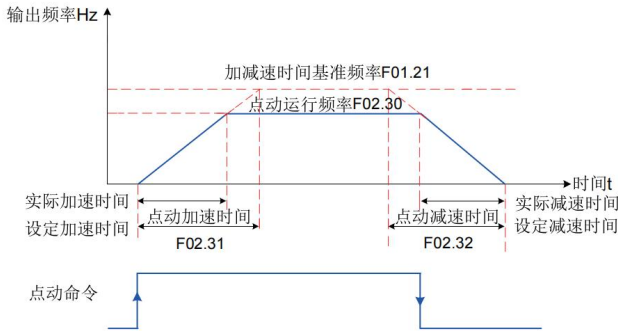 输出频率Hz
加减速时间基准频率F01.21
点动运行频率F02.30
时间t
实际加速时间
点动加速时间
点动减速时间
实际减速时间
设定加速时间
F02.31
F02.32
设定减速时间
点动命令